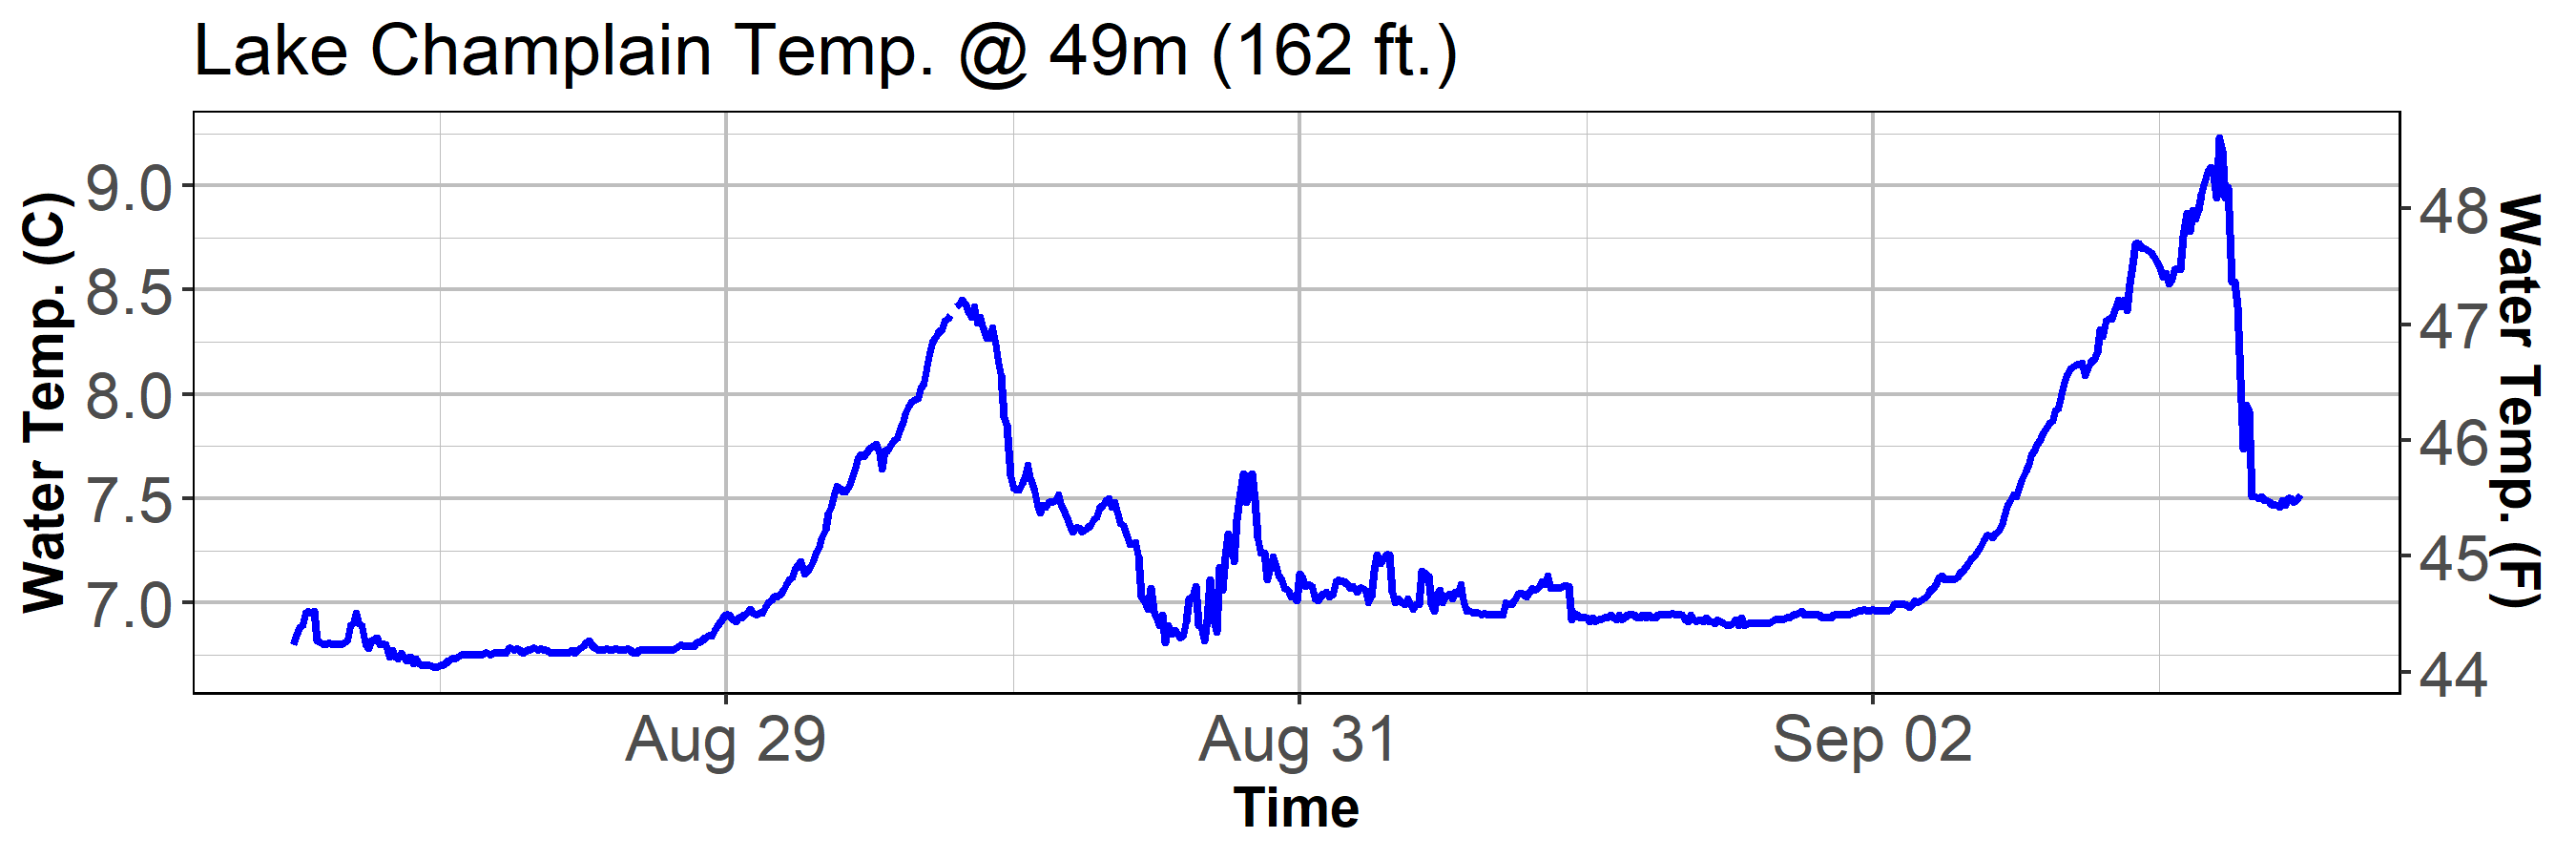 Lake Champlain Temp. @ 49m (162 ft.)
Water Temp. (C)
9.0
8.5
8.0
7.5
7.0
48
47
46
45
44
Water Temp. (F)
Aug 29
Aug 31
Sep 02
Time